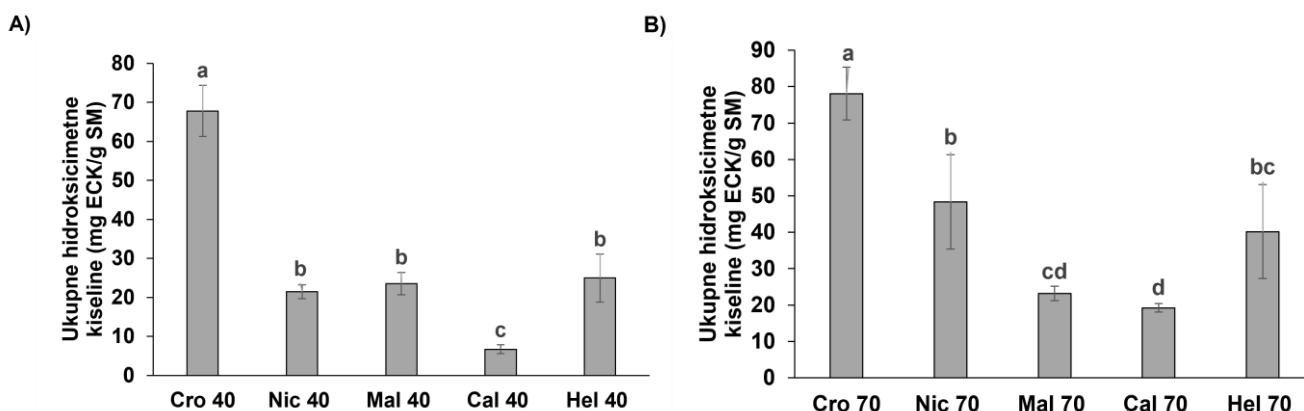 A)
Ukupne hidroksicimetne
kiseline (mg ECK/g SM)
80
70
60
50
40
30
20
10
0
a
b
b
c
b
Cro 40 Nic 40 Mal 40 Cal 40 Hel 40
B)
Ukupne hidroksicimetne
kiseline (mg ECK/g SM)
90
80
70
60
50
40
30
20
10
0
a
b
cd
d
bc
Cro 70 Nic 70 Mal 70 Cal 70 Hel 70